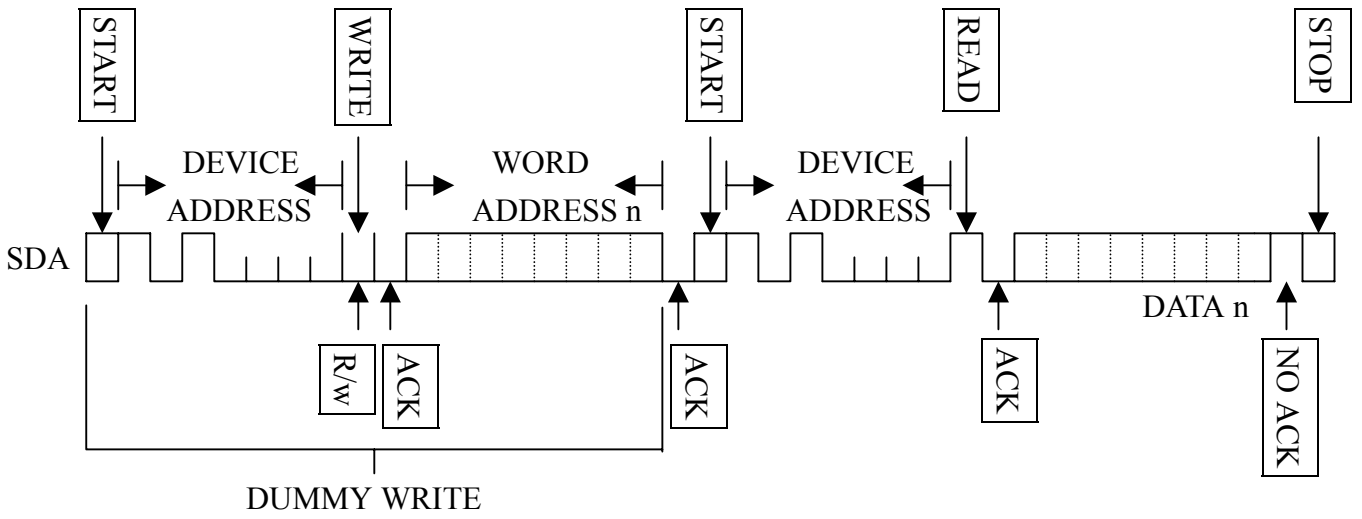 START
WRITE
START
READ
STOP
DEVICE
ADDRESS
WORD
ADDRESS n
DEVICE
ADDRESS
SDA
DATA n
R/w
ACK
ACK
ACK
NO ACK
DUMMY WRITE